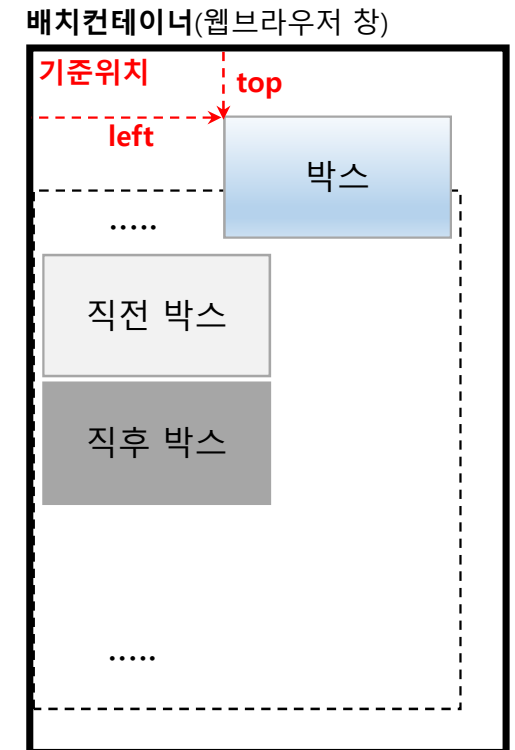 배치컨테이너(웹브라우저 창)
기준위치
top
left
박스
.....
직전 박스
직후 박스
.....